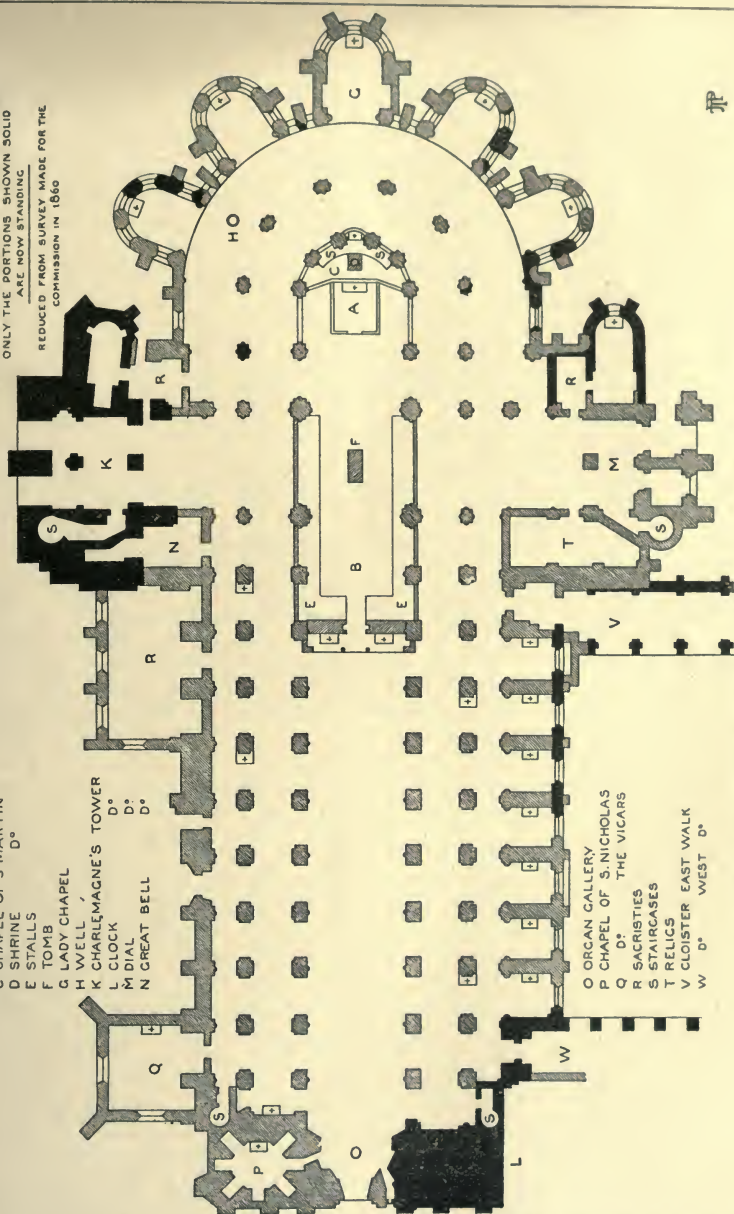 ONLY THE PORTIONS SHOWN SOLID
ARE NOW STANDING
REDUCED FROM SURVEY MADE FOR THE
COMMISSION IN 1860
C CHAPEL OF S MARTIN
D SHRINE D°
E STALLS
F TOMB
G LADY CHAPEL
H WELL
K CHARLEMAGNE'S TOWER
L CLOCK D°
M DIAL D°
N GREAT BELL D°
O ORGAN GALLERY
P CHAPEL OF S. NICHOLAS
Q D° THE VICARS
R SACRISTIES
S STAIRCASES
T RELICS
V CLOISTER EAST WALK
W D° WEST D°
G
HO
S
C
D
S
A
R
K
R
S
N
F
M
B
T
S
E
E
R
V
Q
S
W
P
O
S
L